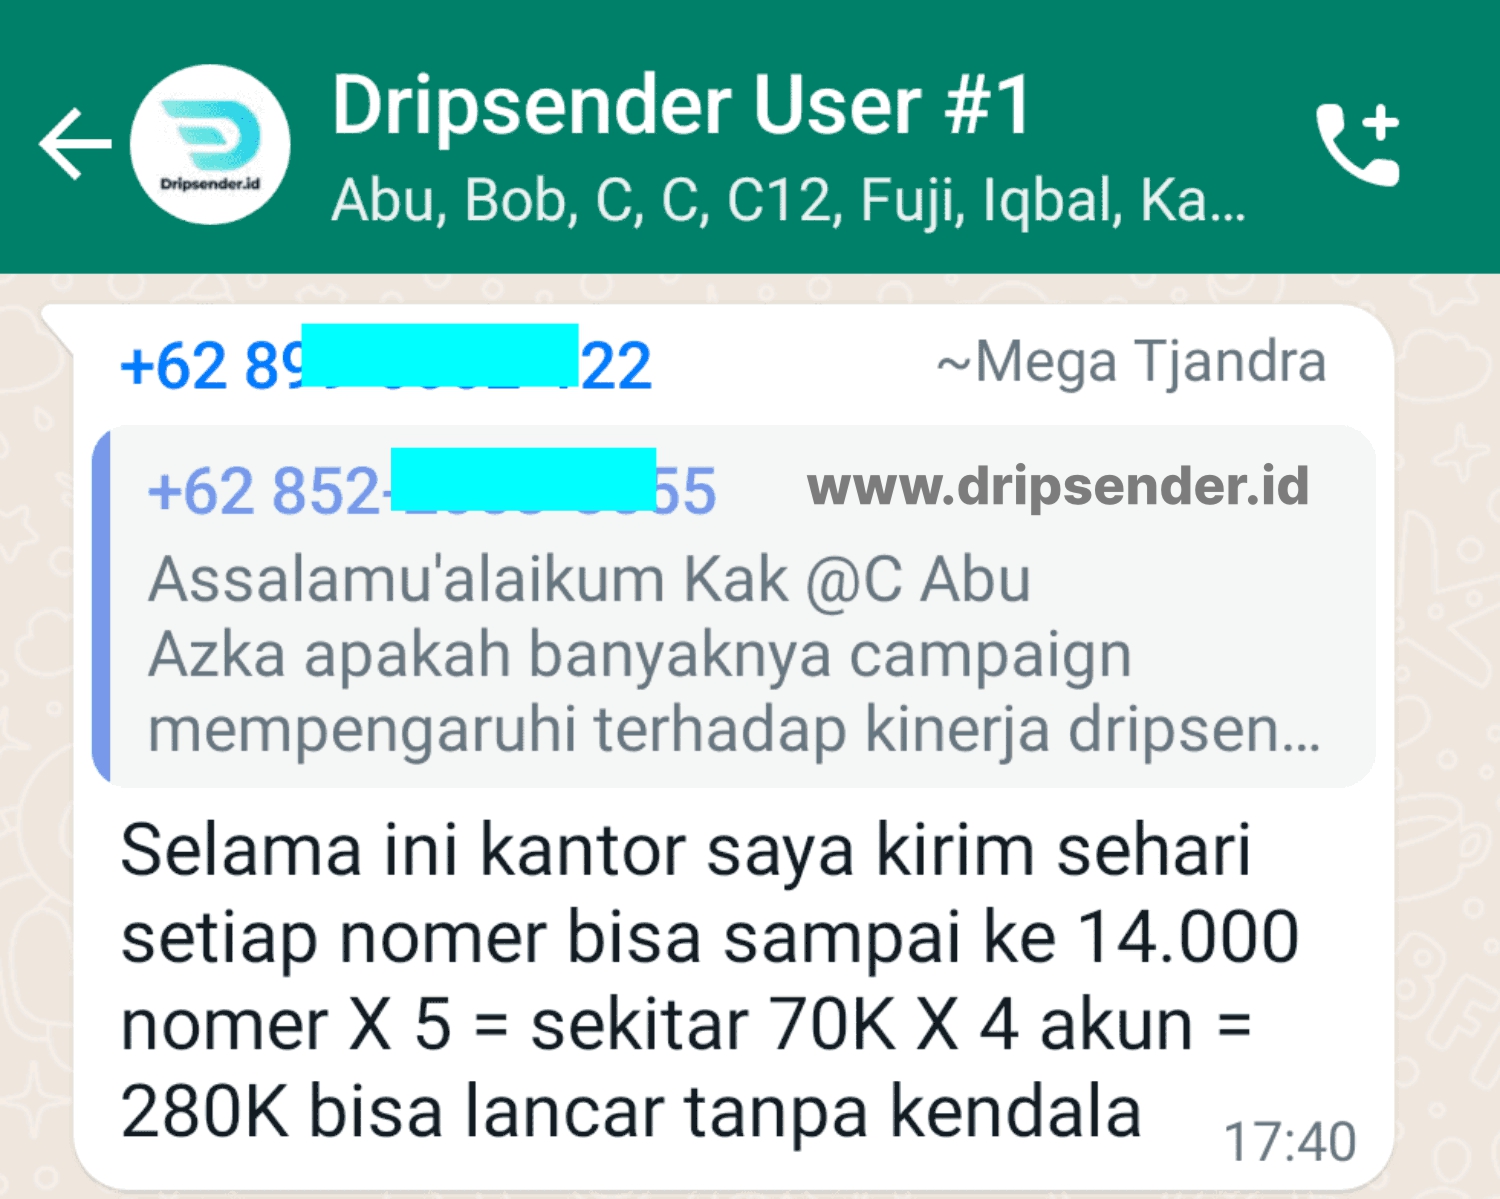 Dripsender User #1
Dripsender.id
Abu, Bob, C, C, C12, Fuji, Iqbal, Ka...
+62 89 22
~Mega Tjandra
+62 852- 55
www.dripsender.id
Assalamu'alaikum Kak @C Abu
Azka apakah banyaknya campaign
mempengaruhi terhadap kinerja dripsen...
Selama ini kantor saya kirim sehari
setiap nomer bisa sampai ke 14.000
nomer X 5 = sekitar 70K X 4 akun =
280K bisa lancar tanpa kendala
17:40